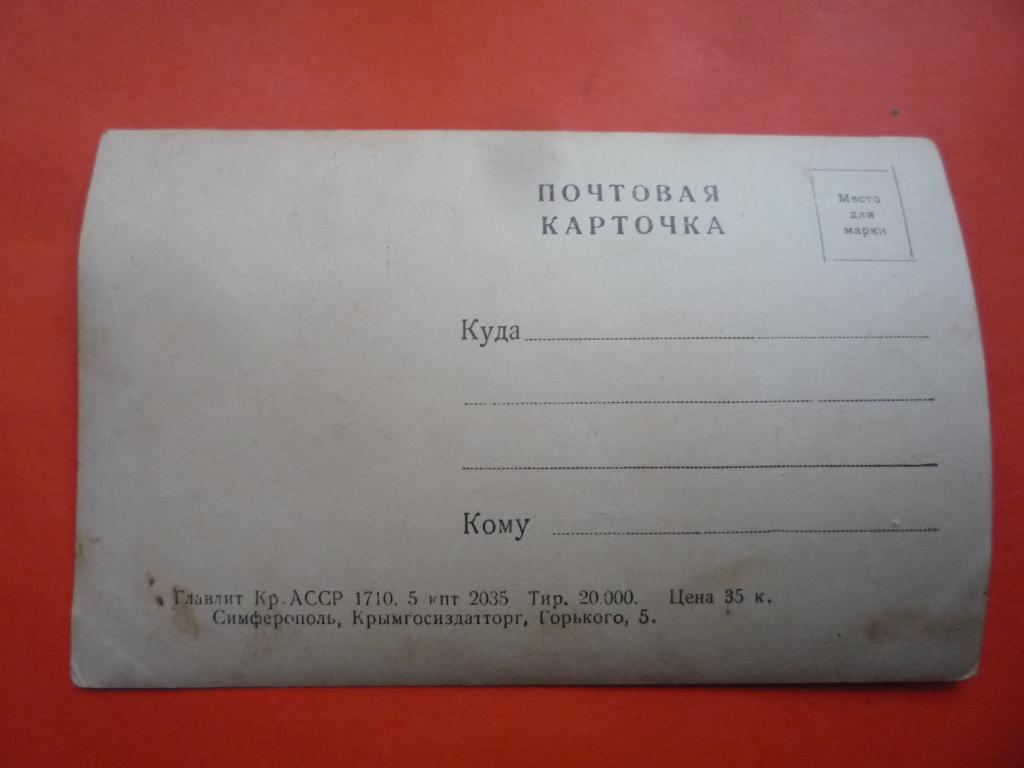 ПОЧТОВАЯ
КАРТОЧКА
Место
для
марки
Куда
Кому
Главлит Кр. АССР 1710. 5 кпт 2035 Тир. 20.000. Цена 35 к.
Симферополь, Крымгосиздатторг, Горького, 5.